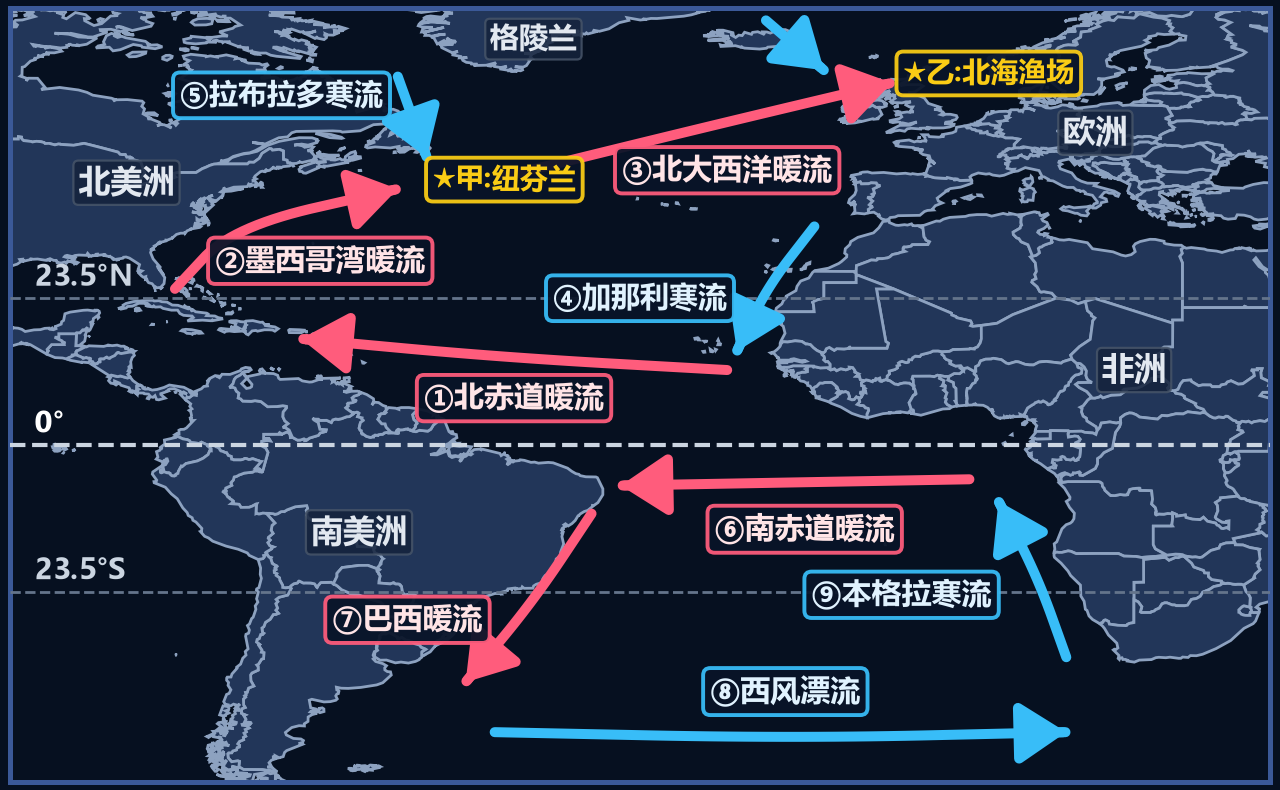 格陵兰
★乙:北海渔场
⑤拉布拉多寒流
欧洲
③北大西洋暖流
北美洲
★甲:纽芬兰
②墨西哥湾暖流
23.5°N
④加那利寒流
非洲
①北赤道暖流
0°
南美洲
⑥南赤道暖流
23.5°S
⑨本格拉寒流
⑦巴西暖流
⑧西风漂流